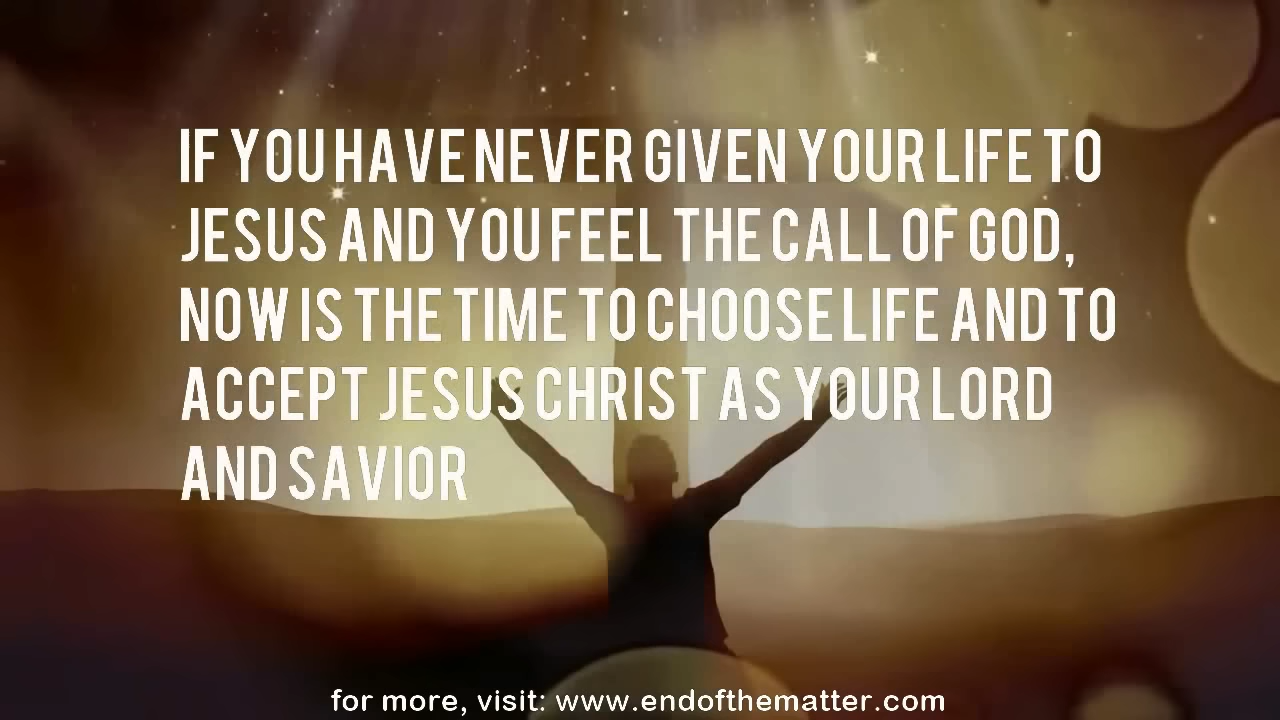 IF YOU HAVE NEVER GIVEN YOUR LIFE TO
JESUS AND YOU FEEL THE CALL OF GOD,
NOW IS THE TIME TO CHOOSE LIFE AND TO
ACCEPT JESUS CHRIST AS YOUR LORD
AND SAVIOR
for more, visit: www.endofthematter.com